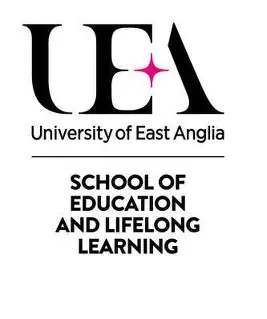 UEA
University of East Anglia
SCHOOL OF
EDUCATION
AND LIFELONG
LEARNING